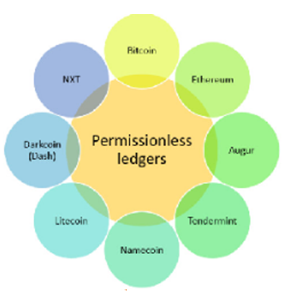 Bitcoin
Ethereum
Augur
Tendermint
Namecoin
Litecoin
Darkcoin
(Dash)
NXT
Permissionless
ledgers